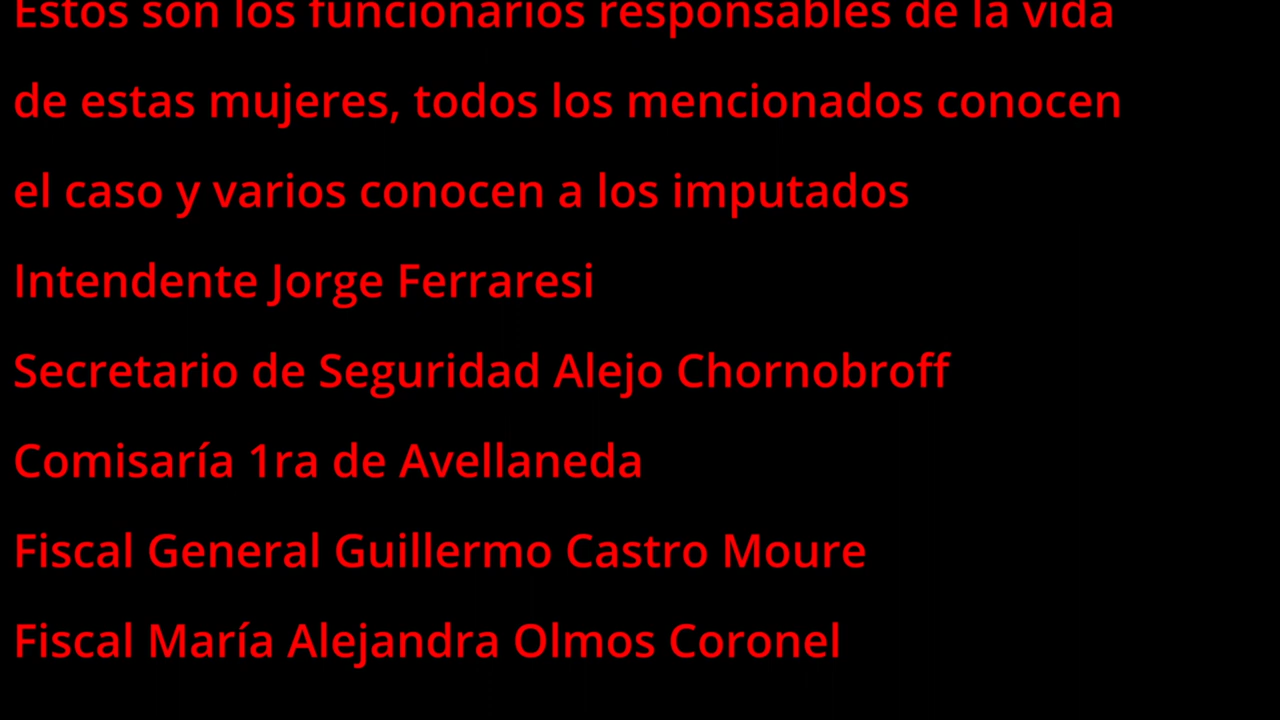 Estos son los funcionarios responsables de la vida
de estas mujeres, todos los mencionados conocen
el caso y varios conocen a los imputados
Intendente Jorge Ferraresi
Secretario de Seguridad Alejo Chornobroff
Comisaría 1ra de Avellaneda
Fiscal General Guillermo Castro Moure
Fiscal María Alejandra Olmos Coronel